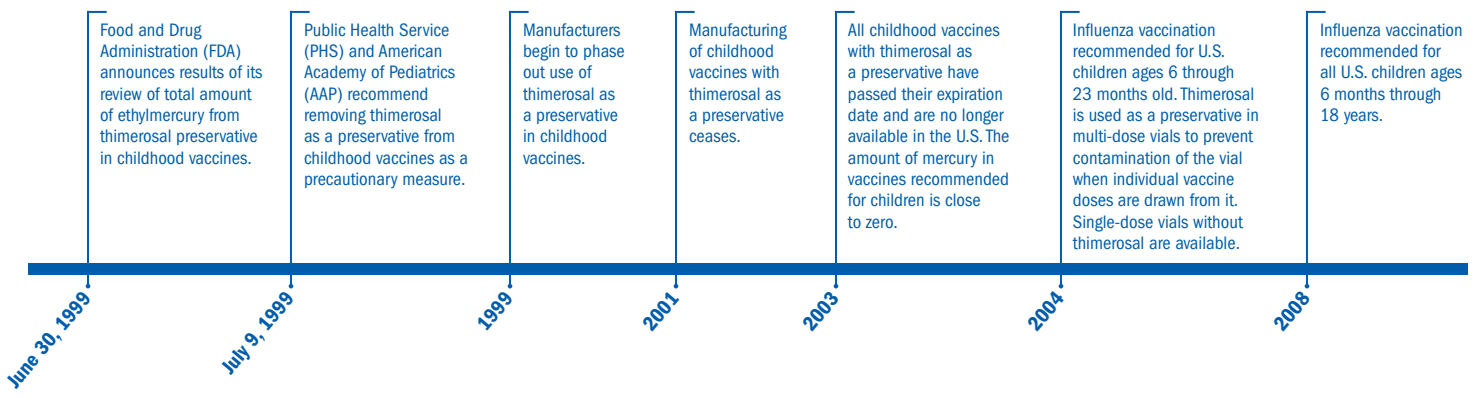 Food and Drug
Administration (FDA)
announces results of its
review of total amount
of ethylmercury from
thimerosal preservative
in childhood vaccines.
Public Health Service
(PHS) and American
Academy of Pediatrics
(AAP) recommend
removing thimerosal
as a preservative from
childhood vaccines as a
precautionary measure.
Manufacturers
begin to phase
out use of
thimerosal as
a preservative
in childhood
vaccines.
Manufacturing
of childhood
vaccines with
thimerosal as
a preservative
ceases.
All childhood vaccines
with thimerosal as
a preservative have
passed their expiration
date and are no longer
available in the U.S. The
amount of mercury in
vaccines recommended
for children is close
to zero.
Influenza vaccination
recommended for U.S.
children ages 6 through
23 months old. Thimerosal
is used as a preservative in
multi-dose vials to prevent
contamination of the vial
when individual vaccine
doses are drawn from it.
Single-dose vials without
thimerosal are available.
Influenza vaccination
recommended for
all U.S. children ages
6 months through
18 years.
June 30, 1999
July 9, 1999
1999
2001
2003
2004
2008